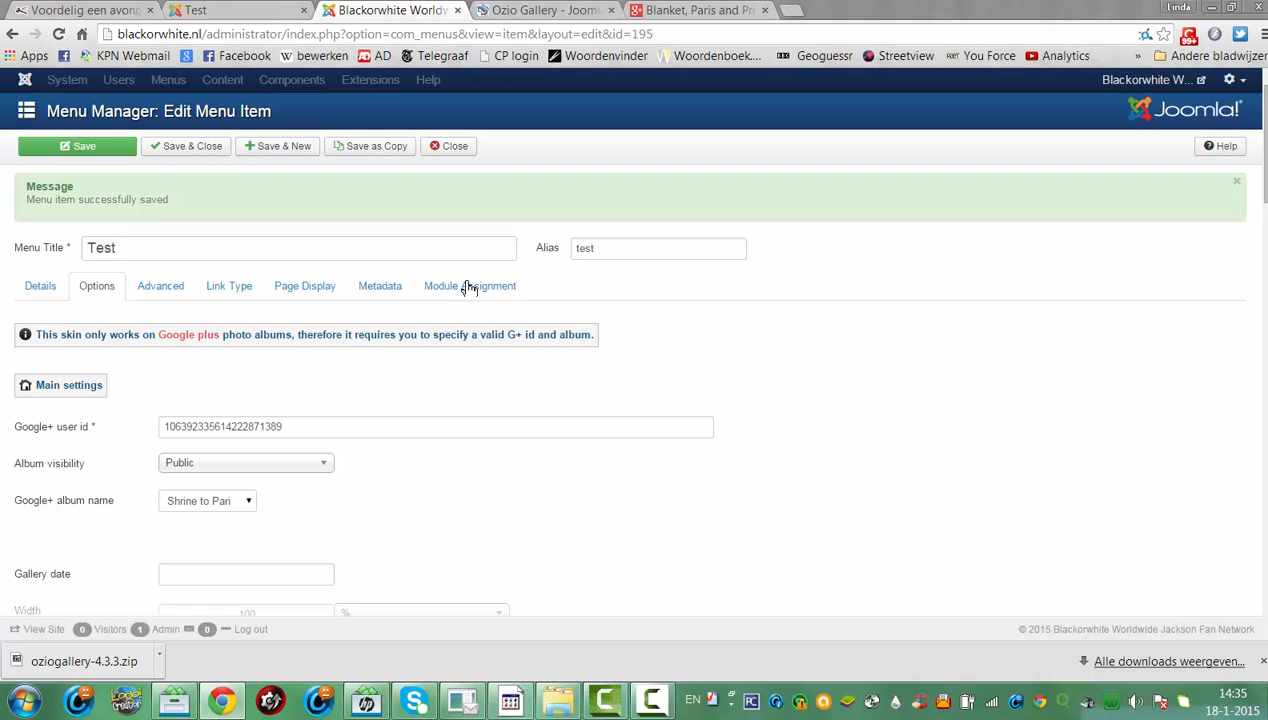 Voordelig een avond
Test
Blackorwhite Worldw
Ozio Gallery - Jooml
Blanket, Paris and Pr
Linda
blackorwhite.nl/administrator/index.php?option=com_menus&view=item&layout=edit&id=195
99+
Apps KPN Webmail Facebook bewerken AD Telegraaf CP login Woordenvinder Woordenboek... Geoguessr Streetview You Force Analytics Andere bladwijzer
System Users Menus Content Components Extensions Help
Blackorwhite W...
Menu Manager: Edit Menu Item
Joomla!
Save Save & Close Save & New Save as Copy Close Help
Message
Menu item successfully saved
Menu Title * Test Alias test
Details Options Advanced Link Type Page Display Metadata Module Assignment
This skin only works on Google plus photo albums, therefore it requires you to specify a valid G+ id and album.
Main settings
Google+ user id * 106392335614222871389
Album visibility Public
Google+ album name Shrine to Pari
Gallery date
Width 100 %
View Site 0 Visitors 1 Admin 0 Log out © 2015 Blackorwhite Worldwide Jackson Fan Network
oziogallery-4.3.3.zip Alle downloads weergeven...
EN 14:35
18-1-2015